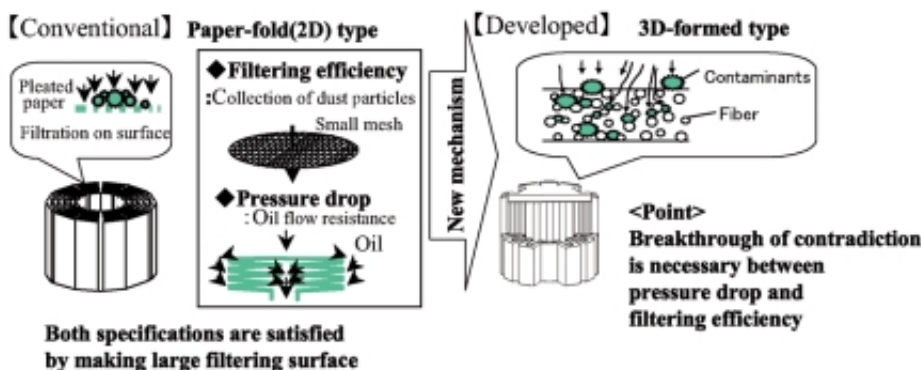 【Conventional】 Paper-fold(2D) type
Pleated
paper
Filtration on surface
◆Filtering efficiency
:Collection of dust particles
Small mesh
◆Pressure drop
: Oil flow resistance
Oil
Both specifications are satisfied
by making large filtering surface
New mechanism
【Developed】 3D-formed type
Contaminants
Fiber
<Point>
Breakthrough of contradiction
is necessary between
pressure drop and
filtering efficiency